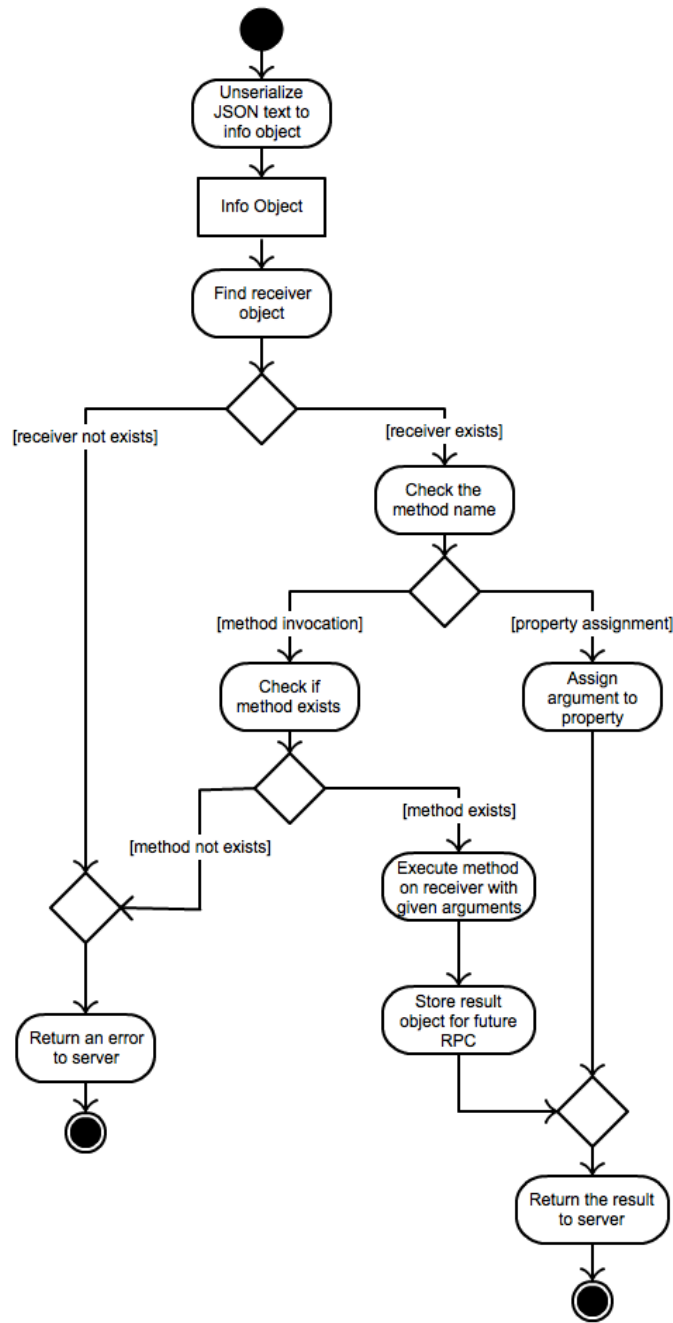 Unserialize
JSON text to
info object
Info Object
Find receiver
object
[receiver not exists]
[receiver exists]
Check the
method name
[method invocation]
[property assignment]
Check if
method exists
Assign
argument to
property
[method exists]
[method not exists]
Execute method
on receiver with
given arguments
Store result
object for future
RPC
Return an error
to server
Return the result
to server